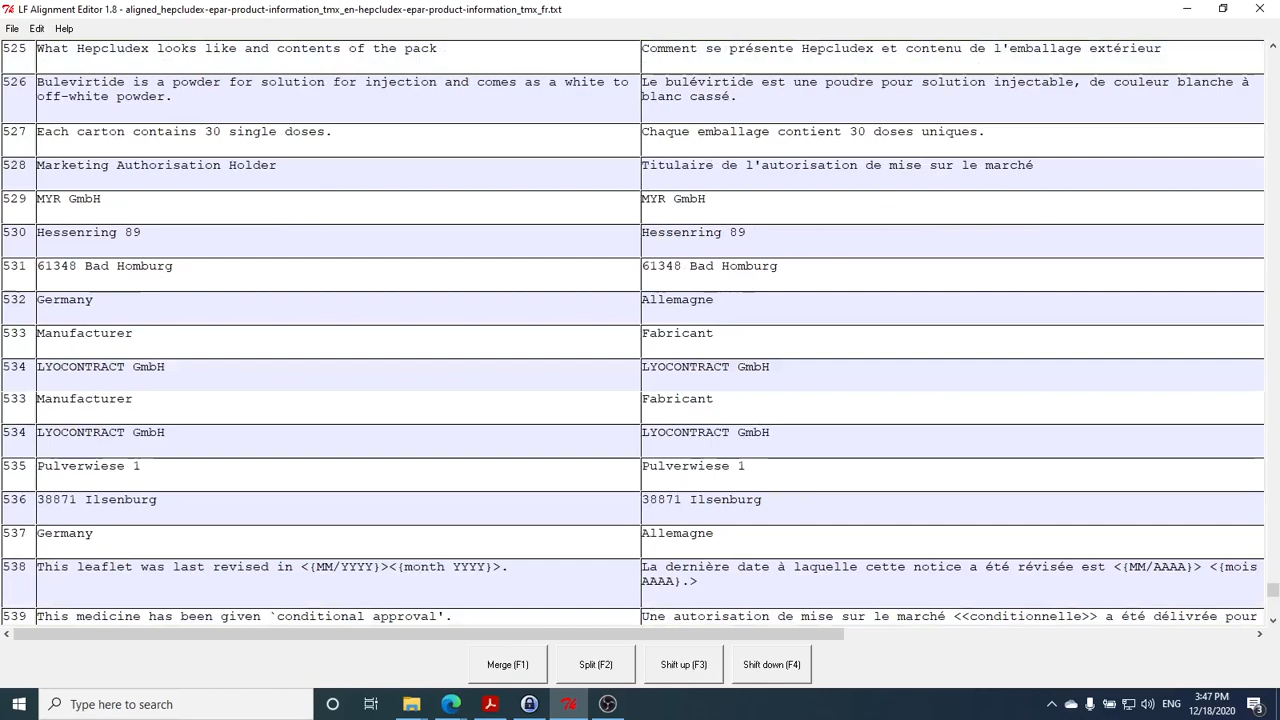 LF Alignment Editor 1.8 - aligned_hepcludex-epar-product-information_tmx_en-hepcludex-epar-product-information_tmx_fr.txt
File Edit Help
525 What Hepcludex looks like and contents of the pack Comment se présente Hepcludex et contenu de l'emballage extérieur
526 Bulevirtide is a powder for solution for injection and comes as a white to Le bulévirtide est une poudre pour solution injectable, de couleur blanche à
off-white powder. blanc cassé.
527 Each carton contains 30 single doses. Chaque emballage contient 30 doses uniques.
528 Marketing Authorisation Holder Titulaire de l'autorisation de mise sur le marché
529 MYR GmbH MYR GmbH
530 Hessenring 89 Hessenring 89
531 61348 Bad Homburg 61348 Bad Homburg
532 Germany Allemagne
533 Manufacturer Fabricant
534 LYOCONTRACT GmbH LYOCONTRACT GmbH
533 Manufacturer Fabricant
534 LYOCONTRACT GmbH LYOCONTRACT GmbH
535 Pulverwiese 1 Pulverwiese 1
536 38871 Ilsenburg 38871 Ilsenburg
537 Germany Allemagne
538 This leaflet was last revised in <{MM/YYYY}><{month YYYY}>. La dernière date à laquelle cette notice a été révisée est <{MM/AAAA}> <{mois
AAAA}.>
539 This medicine has been given `conditional approval'. Une autorisation de mise sur le marché <<conditionnelle>> a été délivrée pour
Merge (F1) Split (F2) Shift up (F3) Shift down (F4)
Type here to search
ENG
3:47 PM
12/18/2020
3